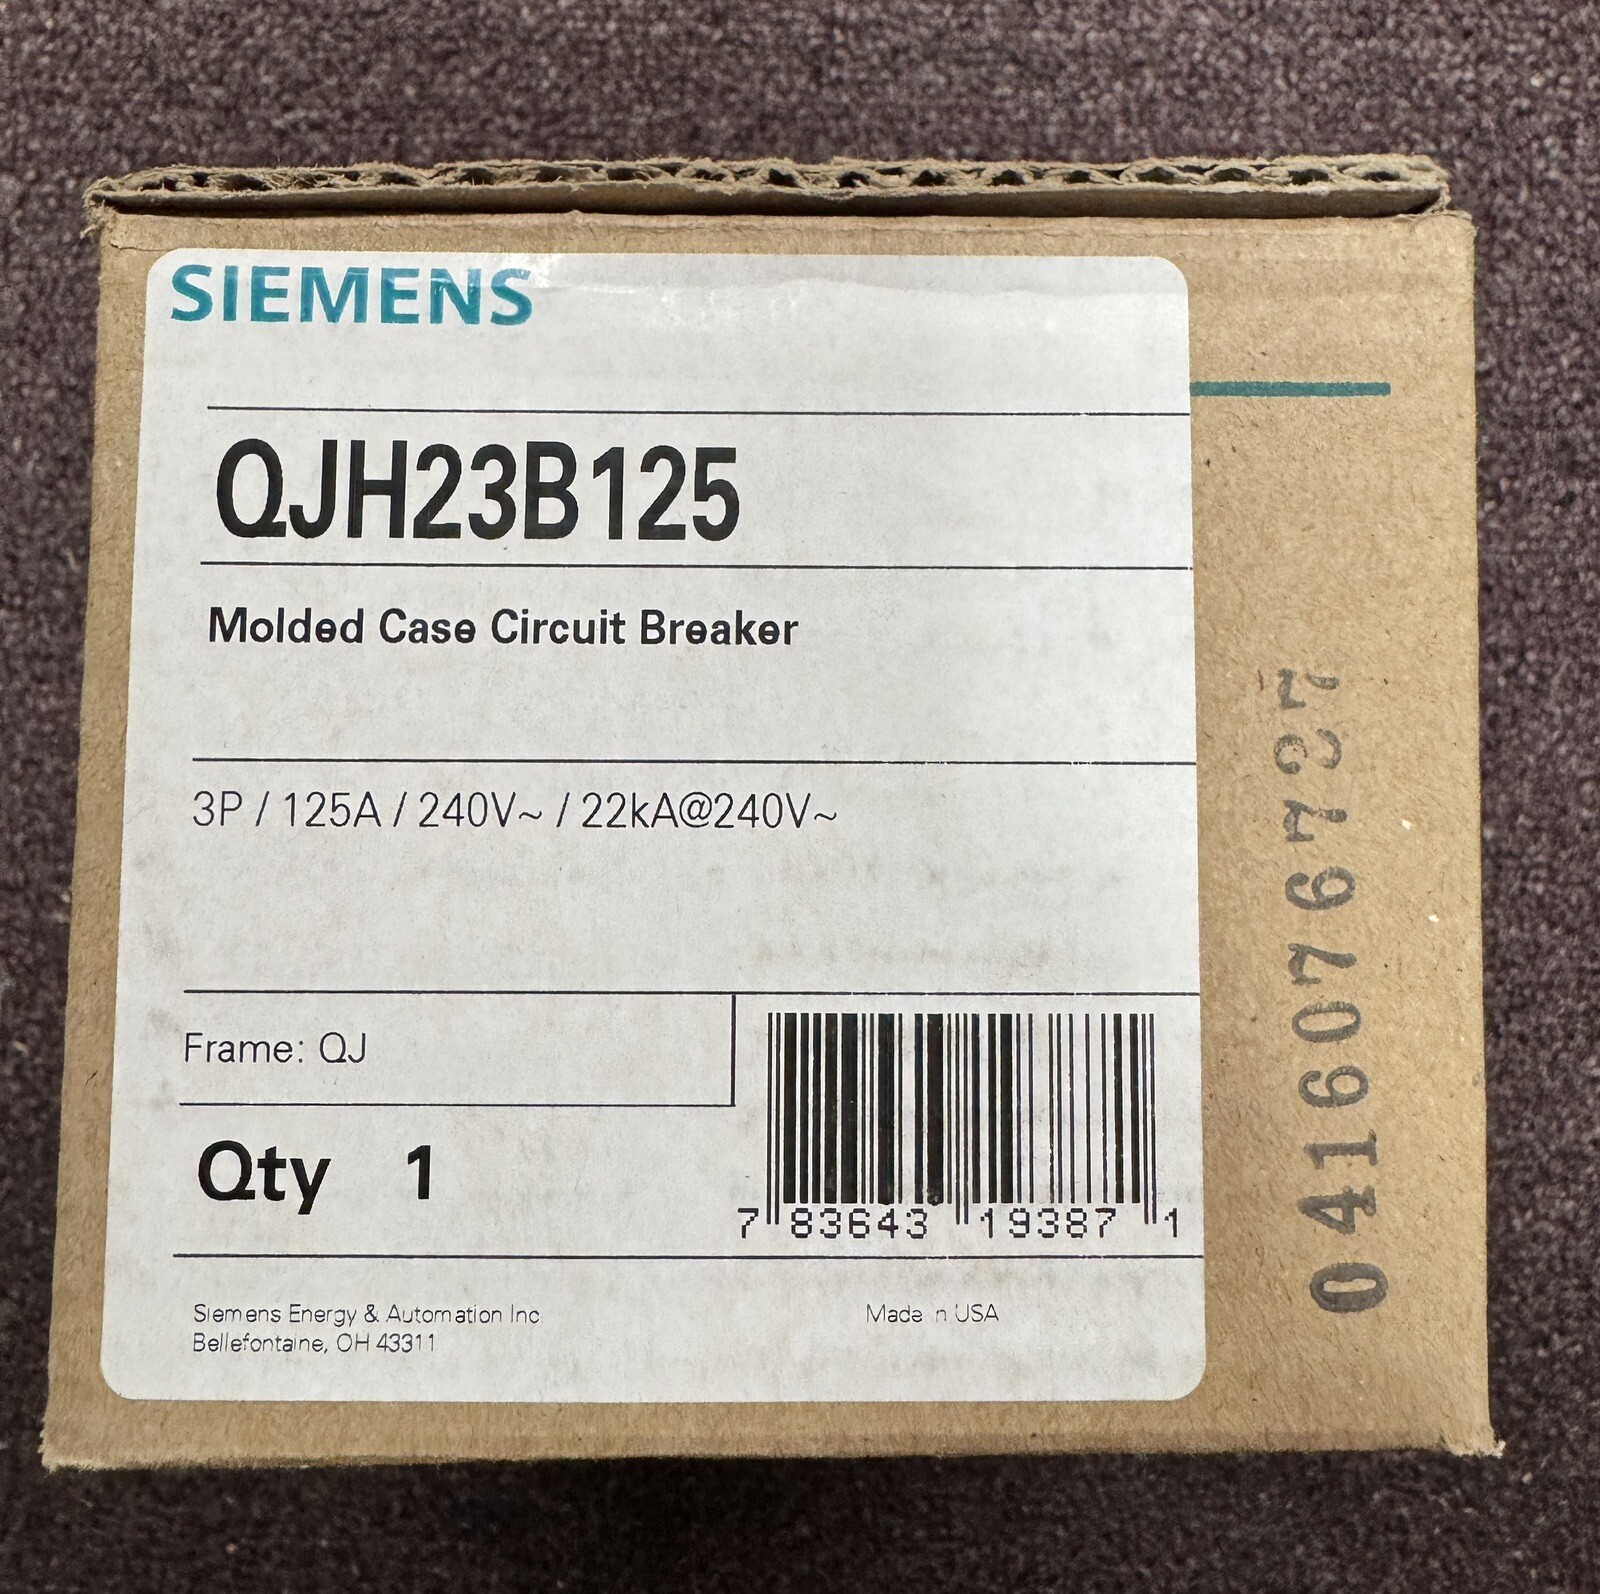 SIEMENS
QJH23B125
Molded Case Circuit Breaker
3P / 125A / 240V~ / 22kA@240V~
Frame: QJ
Qty 1
7 83643 19387 1
Siemens Energy & Automation Inc
Bellefontaine, OH 43311
Made n USA
0416076727